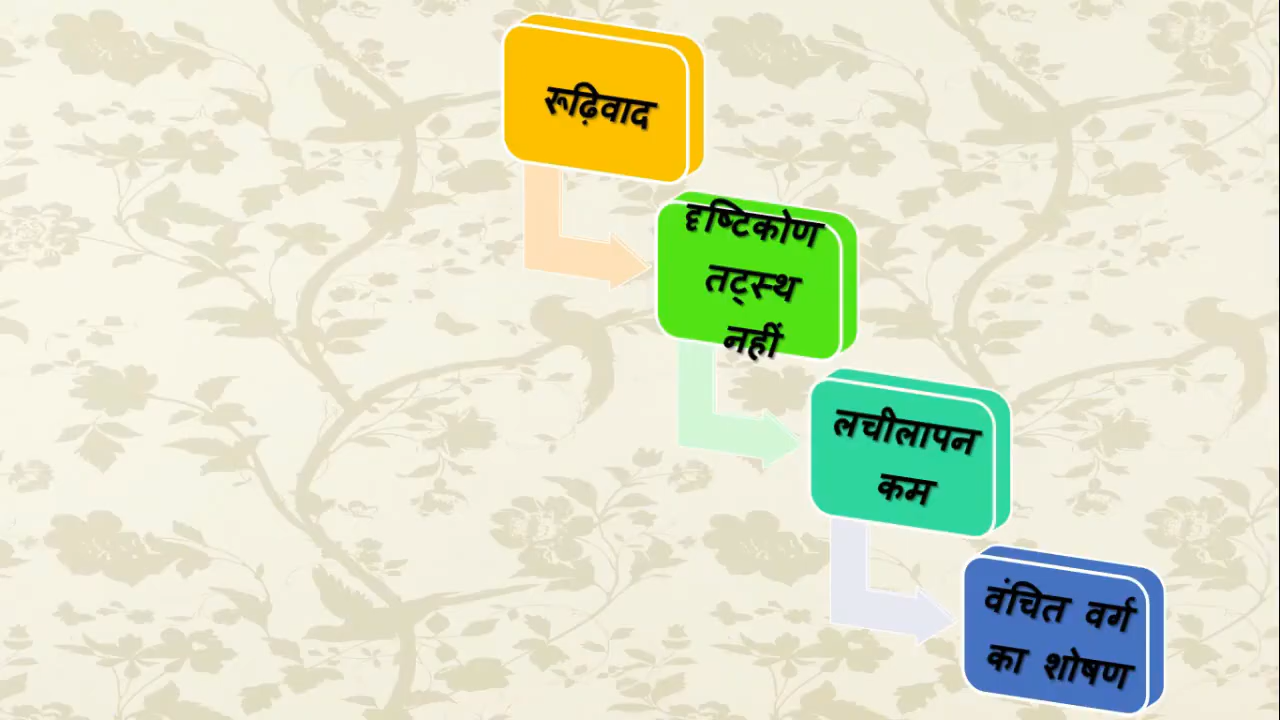 रूढ़िवाद
दृष्टिकोण
तट्स्थ
नहीं
लचीलापन
कम
वंचित वर्ग
का शोषण